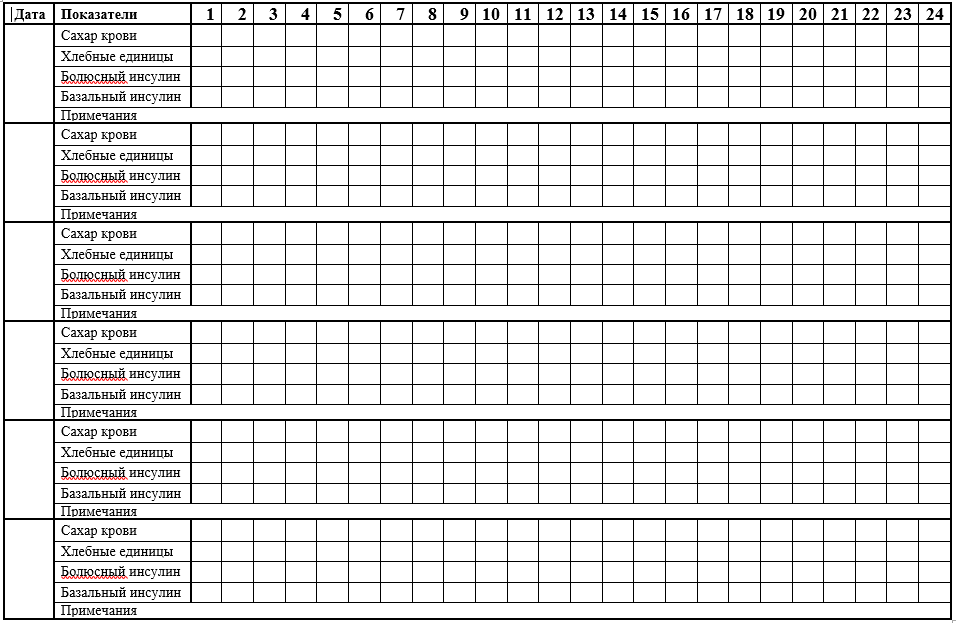 Дата Показатели 1 2 3 4 5 6 7 8 9 10 11 12 13 14 15 16 17 18 19 20 21 22 23 24
Сахар крови
Хлебные единицы
Болюсный инсулин
Базальный инсулин
Примечания
Сахар крови
Хлебные единицы
Болюсный инсулин
Базальный инсулин
Примечания
Сахар крови
Хлебные единицы
Болюсный инсулин
Базальный инсулин
Примечания
Сахар крови
Хлебные единицы
Болюсный инсулин
Базальный инсулин
Примечания
Сахар крови
Хлебные единицы
Болюсный инсулин
Базальный инсулин
Примечания
Сахар крови
Хлебные единицы
Болюсный инсулин
Базальный инсулин
Примечания